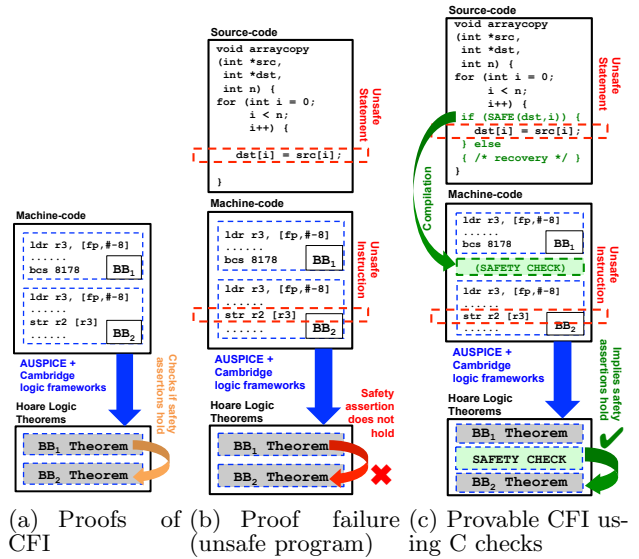 Machine-code
ldr r3, [fp,#-8]
......
bcs 8178
BB1
ldr r3, [fp,#-8]
......
str r2 [r3]
......
BB2
AUSPICE +
Cambridge
logic frameworks
Checks if safety
assertions hold
Hoare Logic
Theorems
BB1 Theorem
BB2 Theorem
(a) Proofs of
CFI
Source-code
void arraycopy
(int *src,
int *dst,
int n) {
for (int i = 0;
i < n;
i++) {
dst[i] = src[i];
}
Unsafe
Statement
Machine-code
ldr r3, [fp,#-8]
......
bcs 8178
BB1
ldr r3, [fp,#-8]
......
str r2 [r3]
......
BB2
Unsafe
Instruction
AUSPICE +
Cambridge
logic frameworks
Safety
assertion does
not hold
Hoare Logic
Theorems
BB1 Theorem
BB2 Theorem
(b) Proof failure
(unsafe program)
Source-code
void arraycopy
(int *src,
int *dst,
int n) {
for (int i = 0;
i < n;
i++) {
if (SAFE(dst,i)) {
dst[i] = src[i];
} else
{ /* recovery */ }
}
Unsafe
Statement
Compilation
Machine-code
ldr r3, [fp,#-8]
......
bcs 8178
BB1
(SAFETY CHECK)
ldr r3, [fp,#-8]
......
str r2 [r3]
......
BB2
Unsafe
Instruction
AUSPICE +
Cambridge
logic frameworks
Implies safety
assertions hold
Hoare Logic
Theorems
BB1 Theorem
SAFETY CHECK
BB2 Theorem
(c) Provable CFI us-
ing C checks